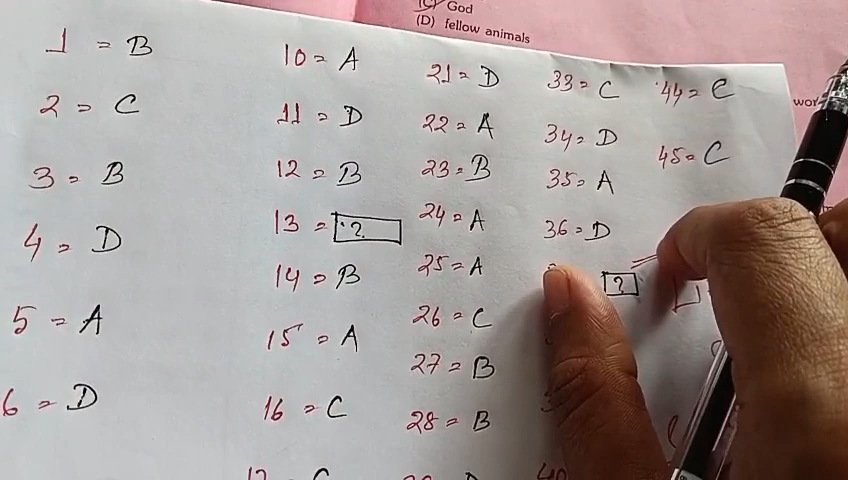 (C) God
(D) fellow animals
1 = B
2 = C
3 = B
4 = D
5 = A
6 = D
10 = A
11 = D
12 = B
13 = ?
14 = B
15 = A
16 = C
21 = D
22 = A
23 = B
24 = A
25 = A
26 = C
27 = B
28 = B
33 = C
34 = D
35 = A
36 = D
?
44 = C
45 = C